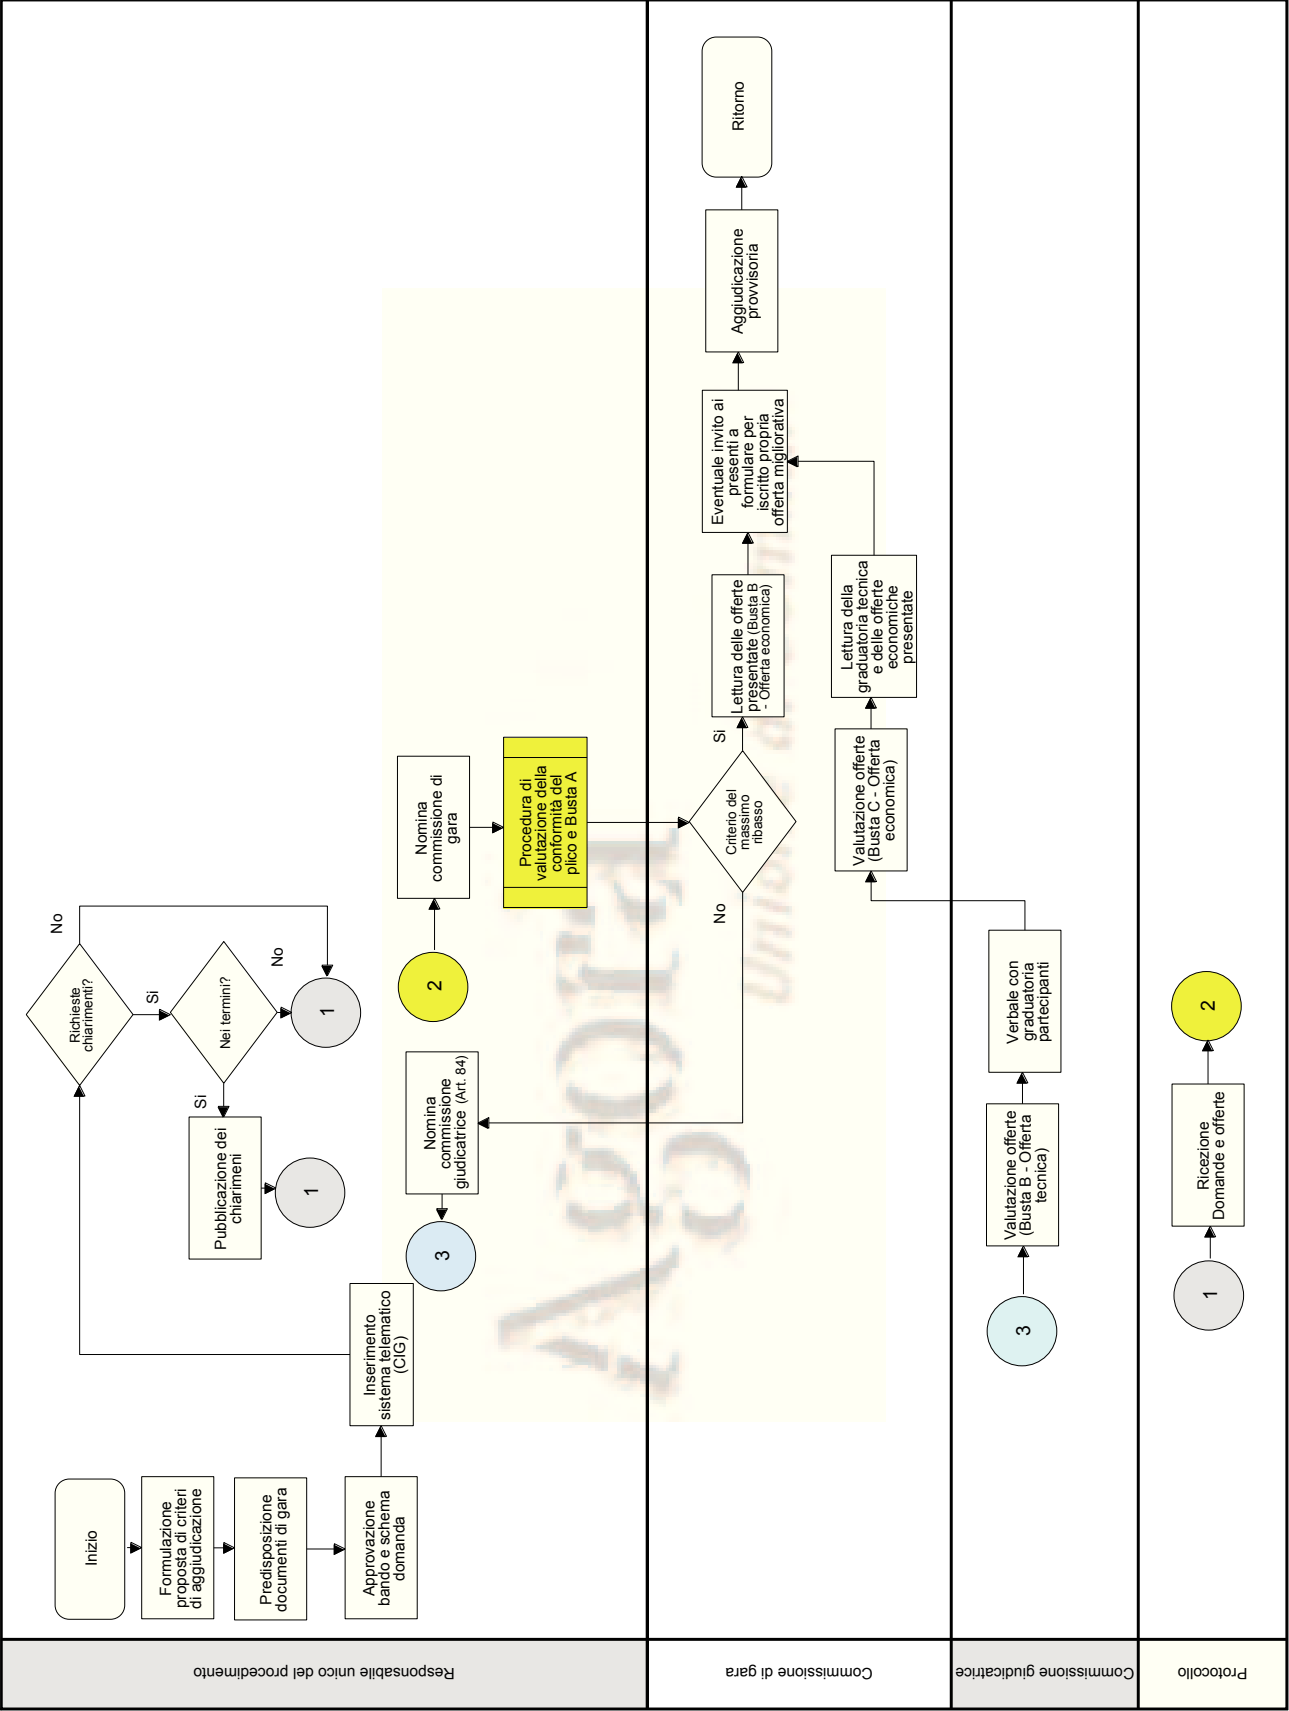 Inizio
Formulazione
proposta di criteri
di aggiudicazione
Predisposizione
documenti di gara
Approvazione
bando e schema
domanda
Inserimento
sistema telematico
(CIG)
Richieste
chiarimenti?
No
Si
Nei termini?
No
Si
Pubblicazione dei
chiarimeni
1
1
2
Nomina
commissione di
gara
Procedura di
valutazione della
conformità del
plico e Busta A
Nomina
commissione
giudicatrice (Art. 84)
3
Responsabile unico del procedimento
Criterio del
massimo
ribasso
Si
No
Lettura delle offerte
presentate (Busta B
- Offerta economica)
Eventuale invito ai
presenti a
formulare per
iscritto propria
offerta migliorativa
Aggiudicazione
provvisoria
Ritorno
Valutazione offerte
(Busta C - Offerta
economica)
Lettura della
graduatoria tecnica
e delle offerte
economiche
presentate
Commissione di gara
3
Valutazione offerte
(Busta B - Offerta
tecnica)
Verbale con
graduatoria
partecipanti
Commissione giudicatrice
1
Ricezione
Domande e offerte
2
Protocollo
Agorà